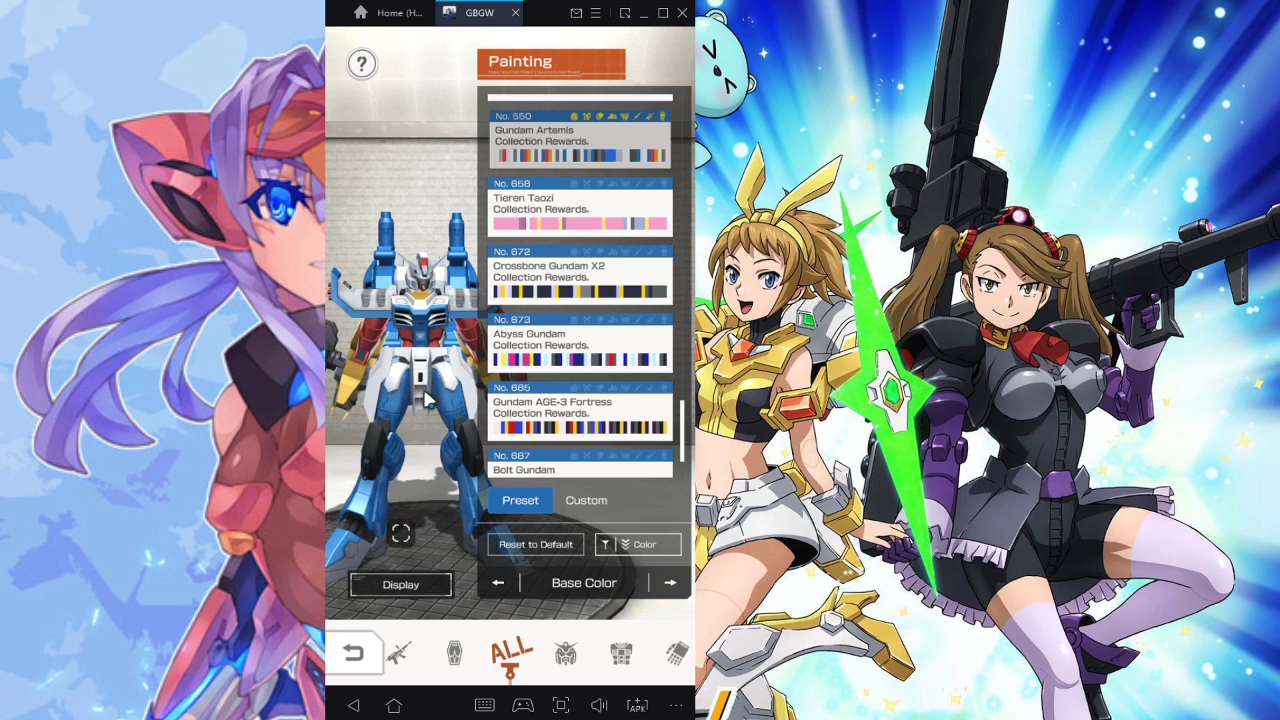 Home (H...
GBGW
?
Painting
No. 550
Gundam Artemis
Collection Rewards.
No. 658
Tieren Taozi
Collection Rewards.
No. 672
Crossbone Gundam X2
Collection Rewards.
No. 673
Abyss Gundam
Collection Rewards.
No. 685
Gundam AGE-3 Fortress
Collection Rewards.
No. 687
Bolt Gundam
Preset
Custom
Reset to Default
Color
Display
Base Color
ALL
APK